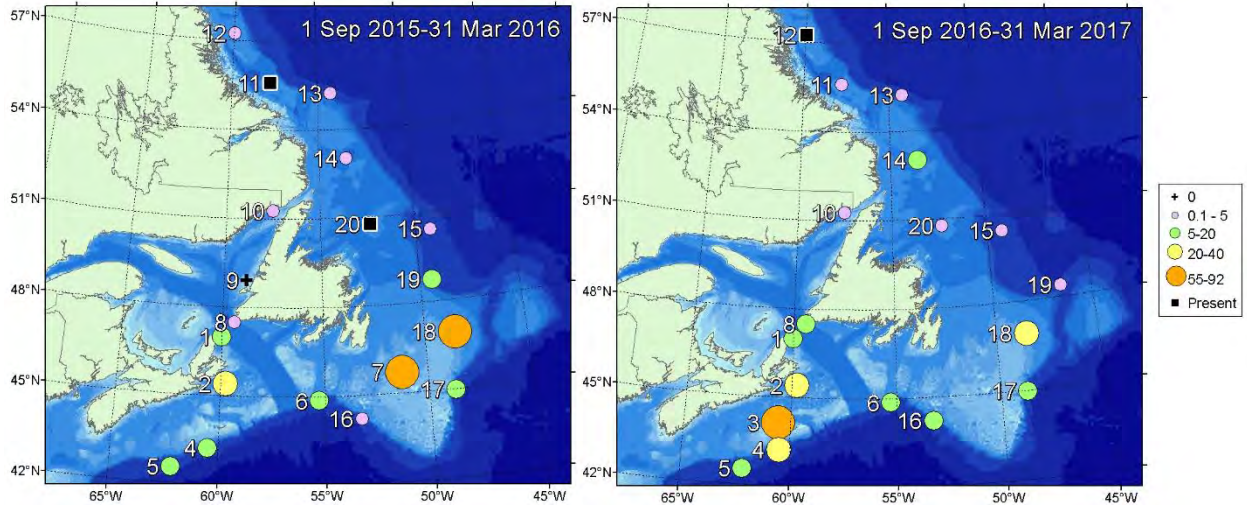 1 Sep 2015-31 Mar 2016
57°N
54°N
51°N
48°N
45°N
42°N
65°W
60°W
55°W
50°W
45°W
12
11
13
14
10
20
15
9
19
8
1
18
7
2
17
6
16
4
5
1 Sep 2016-31 Mar 2017
57°N
54°N
51°N
48°N
45°N
42°N
65°W
60°W
55°W
50°W
45°W
12
11
13
14
10
20
15
19
8
1
18
2
17
6
3
16
4
5
0
0.1 - 5
5-20
20-40
55-92
Present